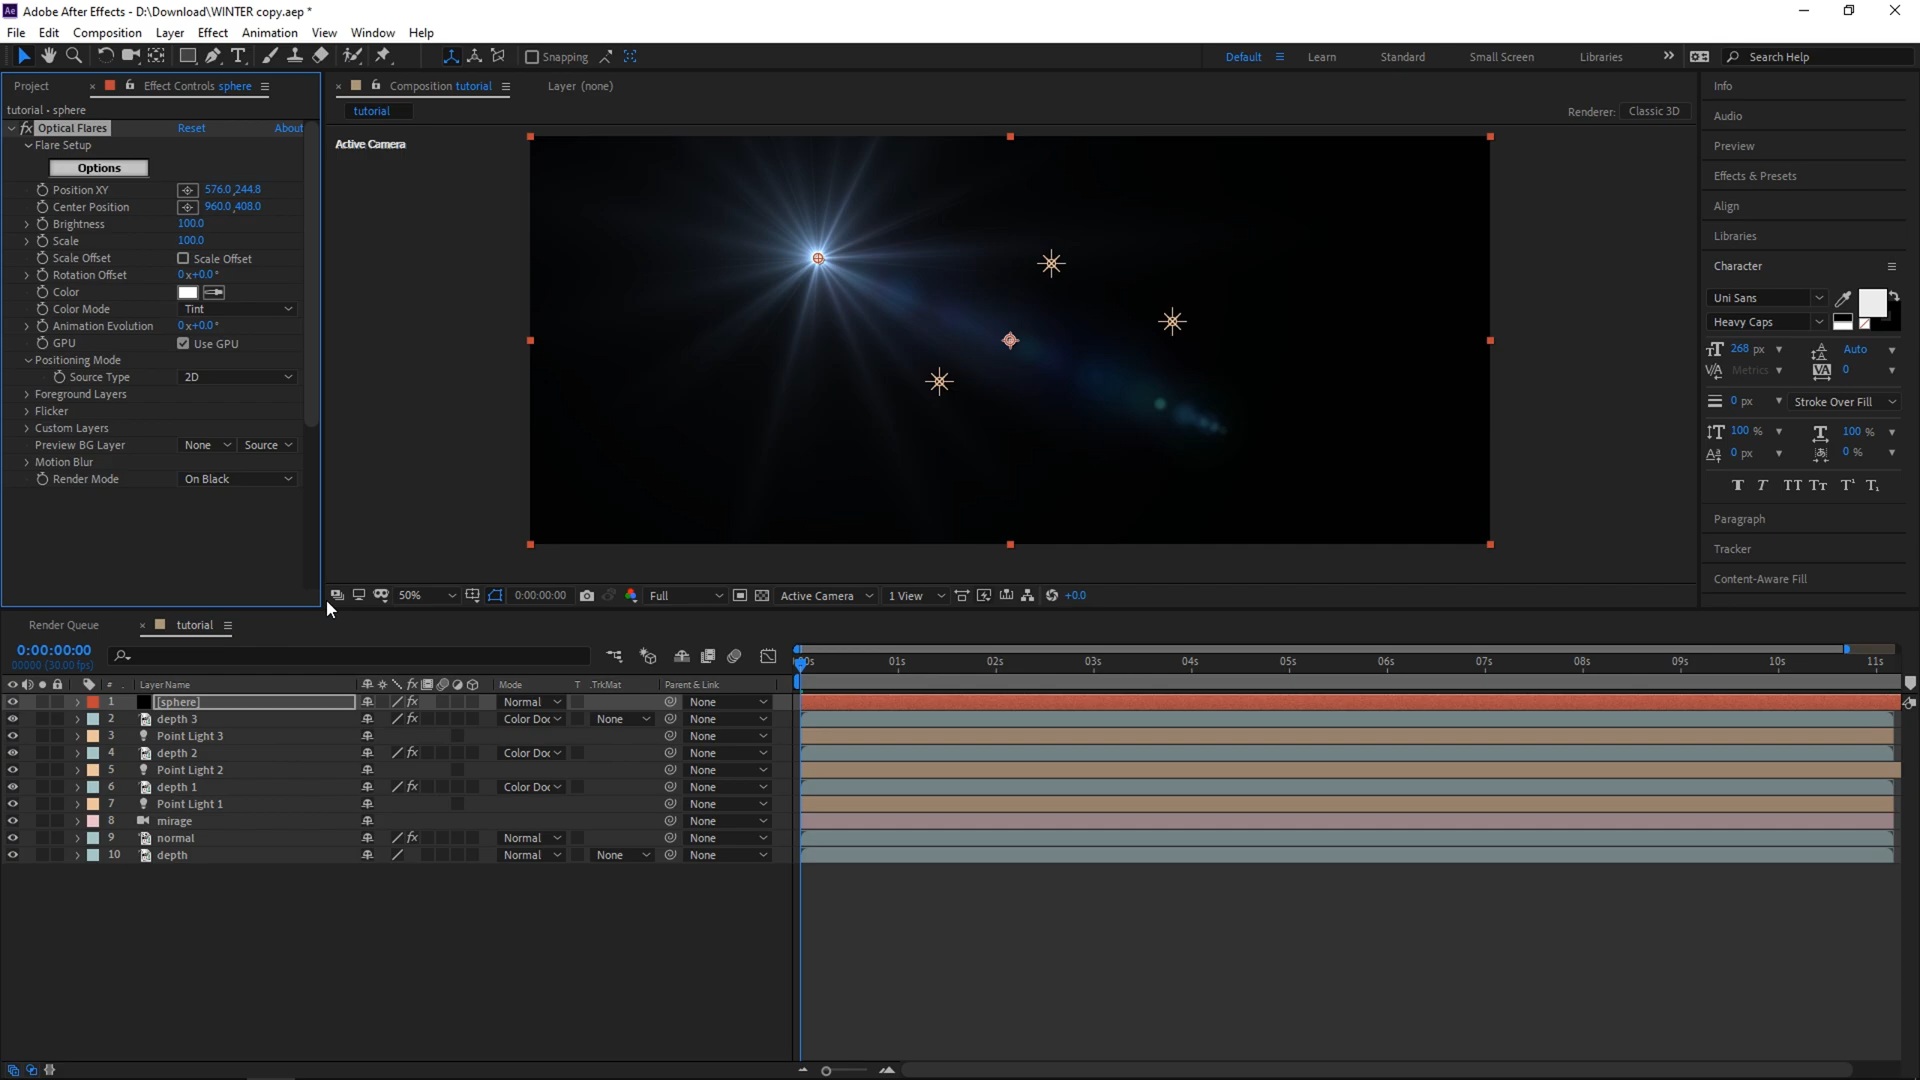 Adobe After Effects - D:\Download\WINTER copy.aep *
File Edit Composition Layer Effect Animation View Window Help
Snapping
Default Learn Standard Small Screen Libraries Search Help
Project Effect Controls sphere
tutorial • sphere
Optical Flares Reset About
Flare Setup
Options
Position XY 576.0,244.8
Center Position 960.0,408.0
Brightness 100.0
Scale 100.0
Scale Offset Scale Offset
Rotation Offset 0x+0.0°
Color
Color Mode Tint
Animation Evolution 0x+0.0°
GPU Use GPU
Positioning Mode
Source Type 2D
Foreground Layers
Flicker
Custom Layers
Preview BG Layer None Source
Motion Blur
Render Mode On Black
Composition tutorial Layer (none)
tutorial
Renderer: Classic 3D
Active Camera
50% 0:00:00:00 Full Active Camera 1 View +0.0
Info
Audio
Preview
Effects & Presets
Align
Libraries
Character
Uni Sans
Heavy Caps
268 px Auto
Metrics 0
0 px Stroke Over Fill
100 % 100 %
0 px 0 %
Paragraph
Tracker
Content-Aware Fill
Render Queue tutorial
0:00:00:00
00000 (30.00 fps)
01s 02s 03s 04s 05s 06s 07s 08s 09s 10s 11s
# Layer Name Mode T .TrkMat Parent & Link
1 [sphere] Normal None
2 depth 3 Color Doc None None
3 Point Light 3 None
4 depth 2 Color Doc None
5 Point Light 2 None
6 depth 1 Color Doc None
7 Point Light 1 None
8 mirage None
9 normal Normal None
10 depth Normal None None